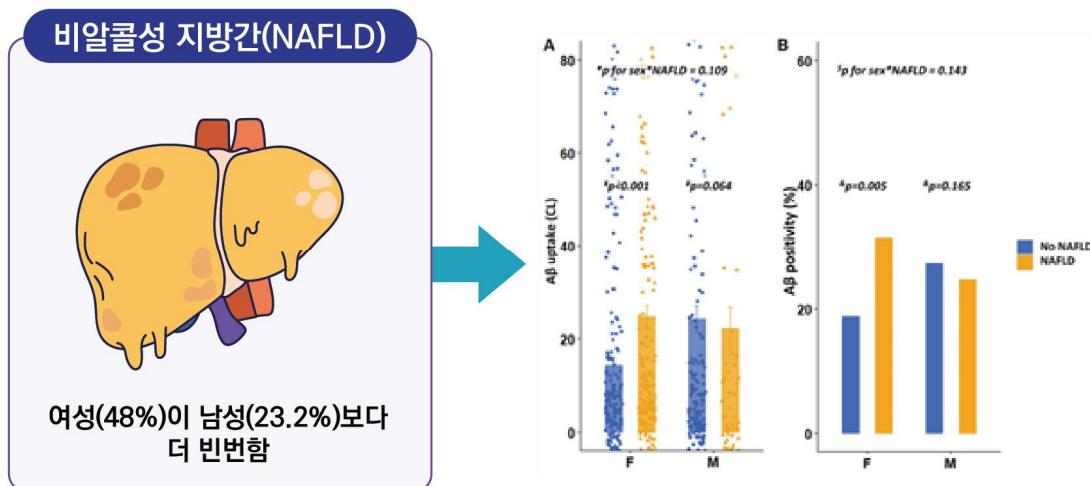 비알콜성 지방간(NAFLD)
여성(48%)이 남성(23.2%)보다
더 빈번함
A
80
*p for sex*NAFLD = 0.109
60
#p<0.001
#p=0.064
Aβ uptake (CL)
40
20
0
F
M
B
60
$p for sex*NAFLD = 0.143
40
&p=0.005
&p=0.165
Aβ positivity (%)
20
0
F
M
No NAFLD
NAFLD